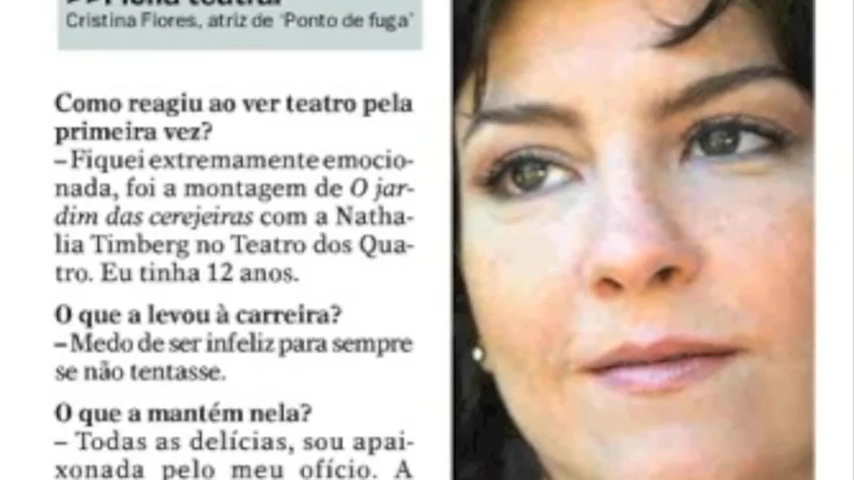 Cristina Flores, atriz de ‘Ponto de fuga’
Como reagiu ao ver teatro pela
primeira vez?
– Fiquei extremamente emocio-
nada, foi a montagem de O jar-
dim das cerejeiras com a Natha-
lia Timberg no Teatro dos Qua-
tro. Eu tinha 12 anos.
O que a levou à carreira?
– Medo de ser infeliz para sempre
se não tentasse.
O que a mantém nela?
– Todas as delícias, sou apai-
xonada pelo meu ofício. A